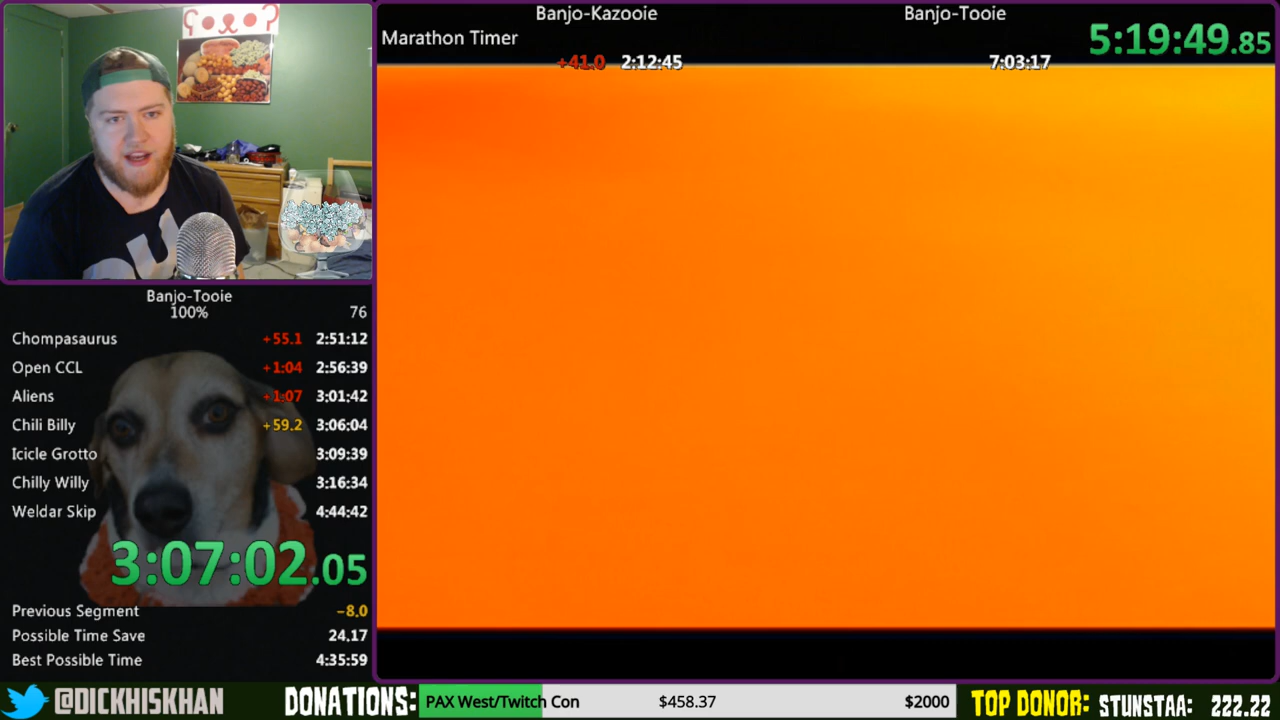 Banjo-Kazooie
Banjo-Tooie
Marathon Timer
5:19:49.85
+41.0 2:12:45
7:03:17
Banjo-Tooie
100% 76
Chompasaurus +55.1 2:51:12
Open CCL +1:04 2:56:39
Aliens +1:07 3:01:42
Chili Billy +59.2 3:06:04
Icicle Grotto 3:09:39
Chilly Willy 3:16:34
Weldar Skip 4:44:42
3:07:02.05
Previous Segment -8.0
Possible Time Save 24.17
Best Possible Time 4:35:59
@DICKHISKHAN DONATIONS: PAX West/Twitch Con $458.37 $2000 TOP DONOR: STUNSTAA: 222.22